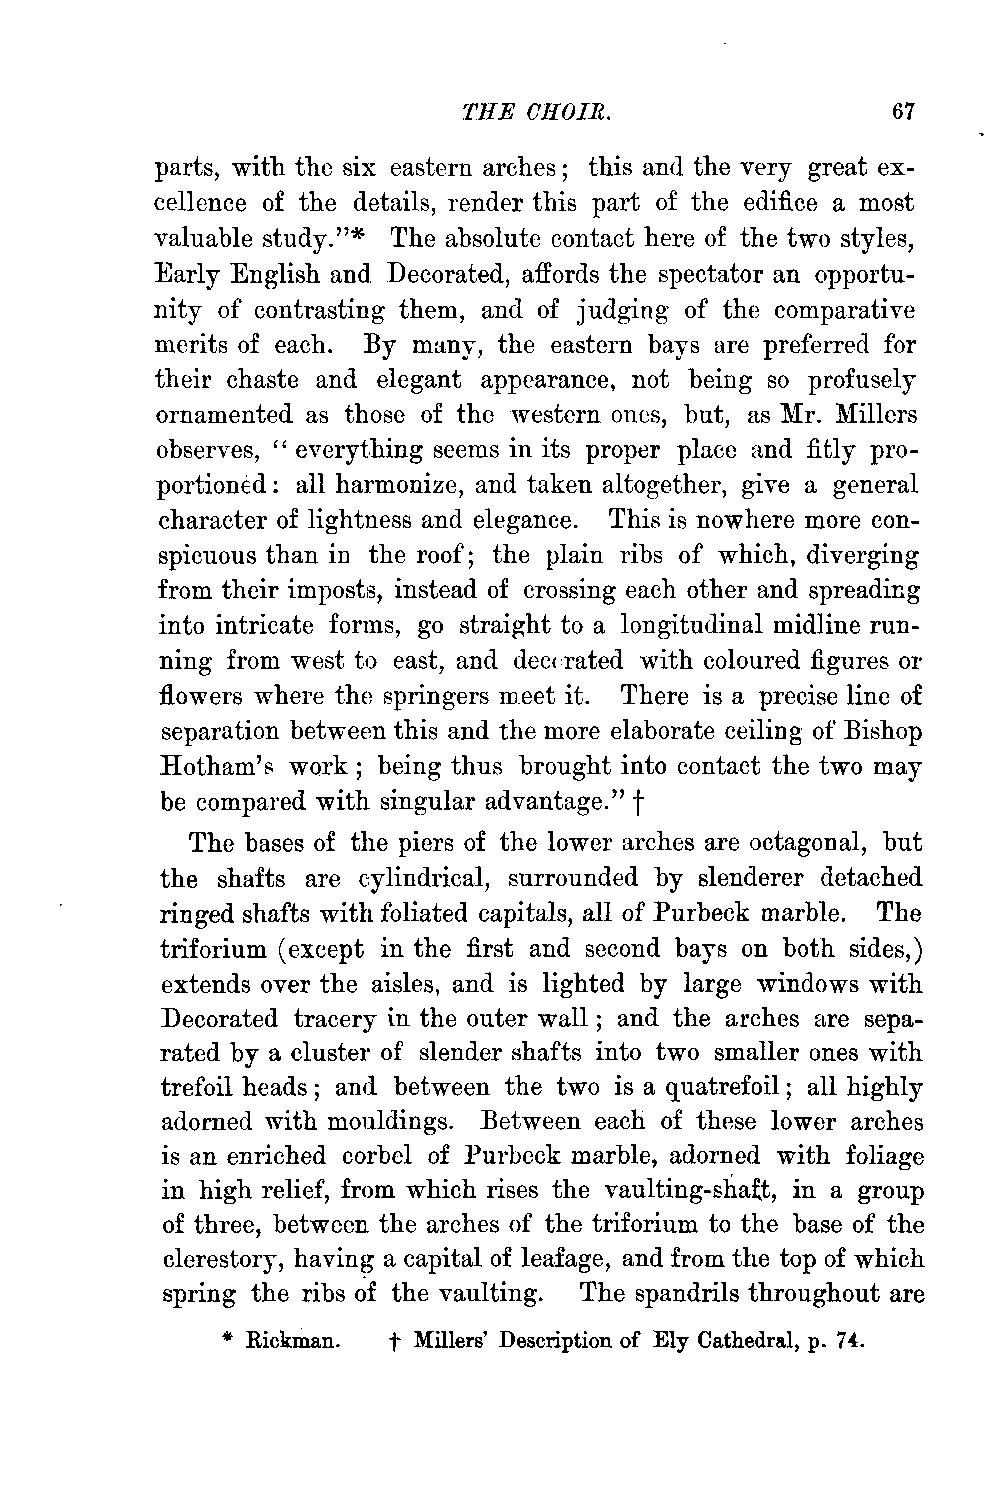 THE CHOIR. 67
parts, with the six eastern arches; this and the very great ex-
cellence of the details, render this part of the edifice a most
valuable study."* The absolute contact here of the two styles,
Early English and Decorated, affords the spectator an opportu-
nity of contrasting them, and of judging of the comparative
merits of each. By many, the eastern bays are preferred for
their chaste and elegant appearance, not being so profusely
ornamented as those of the western ones, but, as Mr. Millers
observes, "everything seems in its proper place and fitly pro-
portioned: all harmonize, and taken altogether, give a general
character of lightness and elegance. This is nowhere more con-
spicuous than in the roof; the plain ribs of which, diverging
from their imposts, instead of crossing each other and spreading
into intricate forms, go straight to a longitudinal midline run-
ning from west to east, and decorated with coloured figures or
flowers where the springers meet it. There is a precise line of
separation between this and the more elaborate ceiling of Bishop
Hotham's work; being thus brought into contact the two may
be compared with singular advantage." †
The bases of the piers of the lower arches are octagonal, but
the shafts are cylindrical, surrounded by slenderer detached
ringed shafts with foliated capitals, all of Purbeck marble. The
triforium (except in the first and second bays on both sides,)
extends over the aisles, and is lighted by large windows with
Decorated tracery in the outer wall; and the arches are sepa-
rated by a cluster of slender shafts into two smaller ones with
trefoil heads; and between the two is a quatrefoil; all highly
adorned with mouldings. Between each of these lower arches
is an enriched corbel of Purbeck marble, adorned with foliage
in high relief, from which rises the vaulting-shaft, in a group
of three, between the arches of the triforium to the base of the
clerestory, having a capital of leafage, and from the top of which
spring the ribs of the vaulting. The spandrils throughout are
* Rickman. † Millers' Description of Ely Cathedral, p. 74.